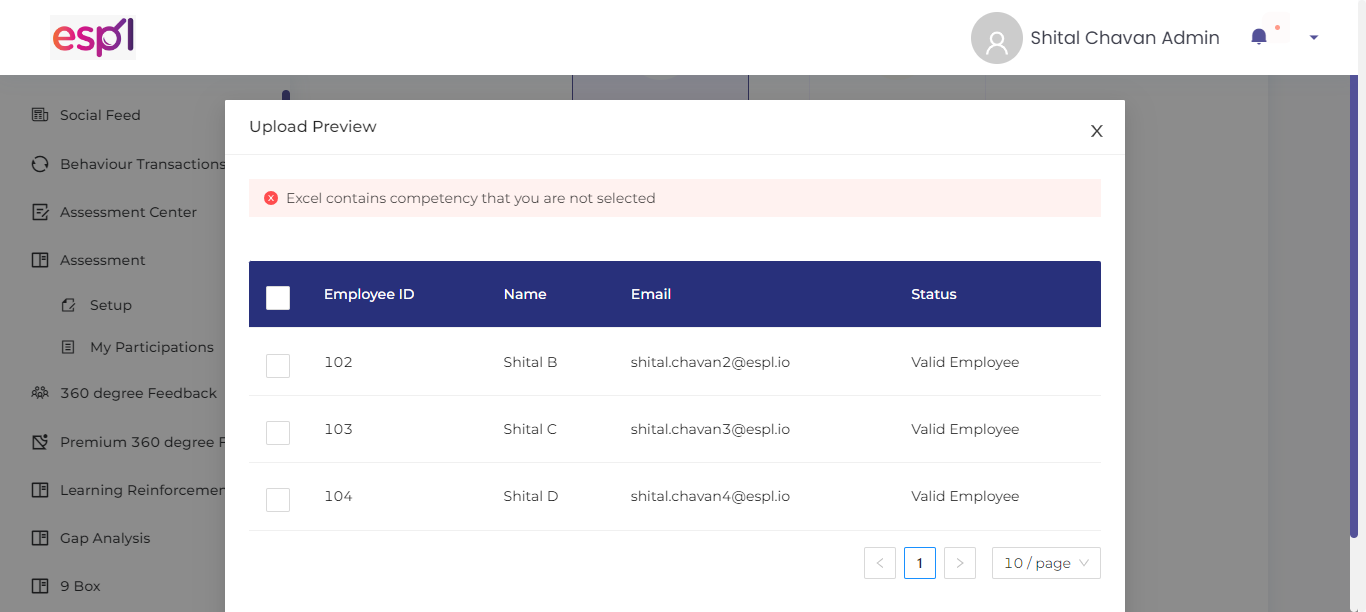 espl
Shital Chavan Admin
Social Feed
Behaviour Transactions
Assessment Center
Assessment
Setup
My Participations
360 degree Feedback
Premium 360 degree F
Learning Reinforcemen
Gap Analysis
9 Box
Upload Preview
X
Excel contains competency that you are not selected
Employee ID Name Email Status
102 Shital B shital.chavan2@espl.io Valid Employee
103 Shital C shital.chavan3@espl.io Valid Employee
104 Shital D shital.chavan4@espl.io Valid Employee
< 1 > 10 / page